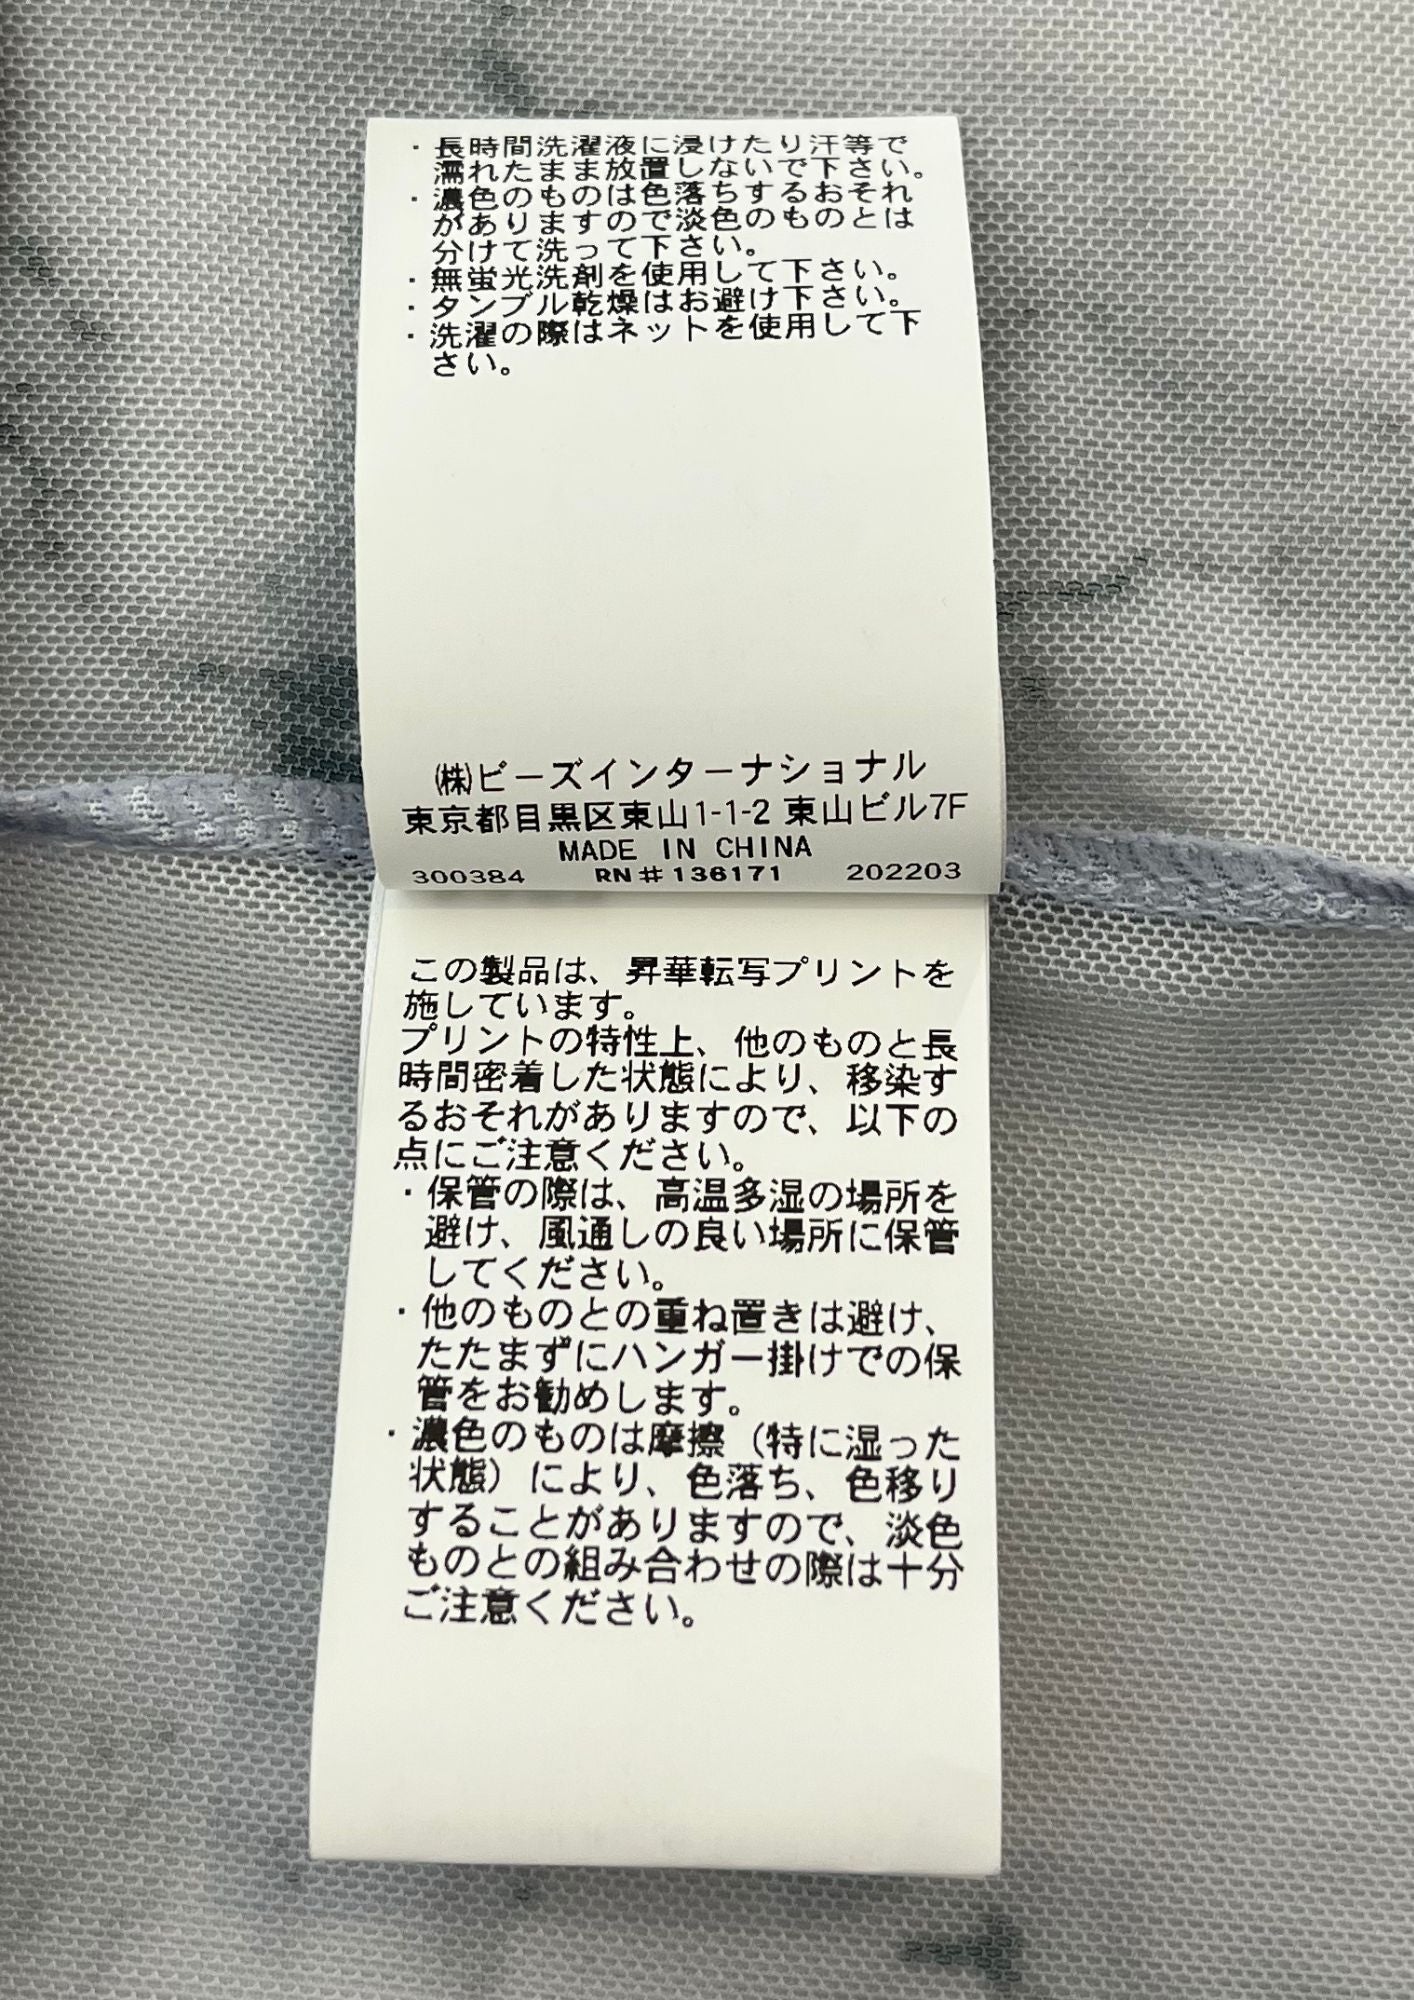 ・長時間洗濯液に浸けたり汗等で
濡れたまま放置しないで下さい。
・濃色のものは色落ちするおそれ
がありますので淡色のものとは
分けて洗って下さい。
・無蛍光洗剤を使用して下さい。
・タンブル乾燥はお避け下さい。
・洗濯の際はネットを使用して下
さい。
㈱ビーズインターナショナル
東京都目黒区東山1-1-2 東山ビル7F
MADE IN CHINA
300384 RN#136171 202203
この製品は、昇華転写プリントを
施しています。
プリントの特性上、他のものと長
時間密着した状態により、移染す
るおそれがありますので、以下の
点にご注意ください。
・保管の際は、高温多湿の場所を
避け、風通しの良い場所に保管
してください。
・他のものとの重ね置きは避け、
たたまずにハンガー掛けでの保
管をお勧めします。
・濃色のものは摩擦（特に湿った
状態）により、色落ち、色移り
することがありますので、淡色
ものとの組み合わせの際は十分
ご注意ください。